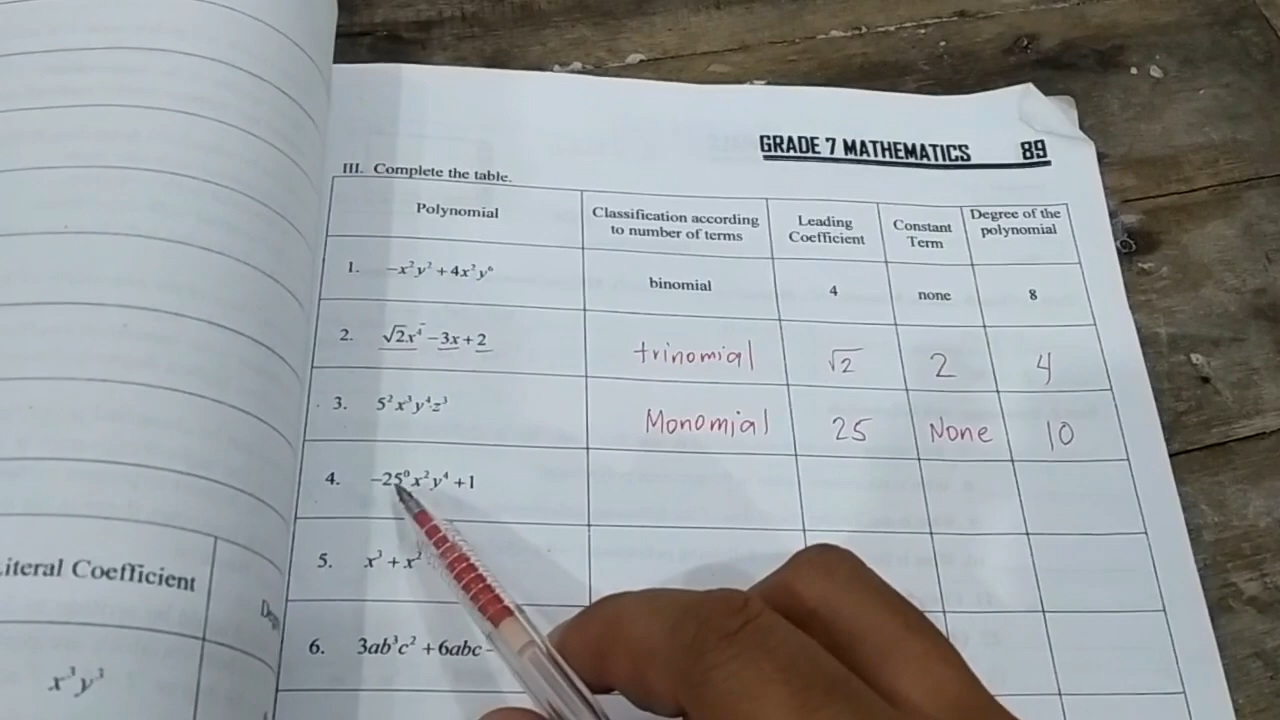 GRADE 7 MATHEMATICS 89
III. Complete the table.
Polynomial
Classification according
to number of terms
Leading
Coefficient
Constant
Term
Degree of the
polynomial
1. −x²y³ + 4x²y⁶
binomial
4
none
8
2. √2x⁴ − 3x + 2
trinomial
√2
2
4
3. 5²x³y⁴z³
Monomial
25
None
10
4. −25⁰x²y⁴ + 1
5. x³ + x²
6. 3ab³c² + 6abc −
Literal Coefficient
x³y³